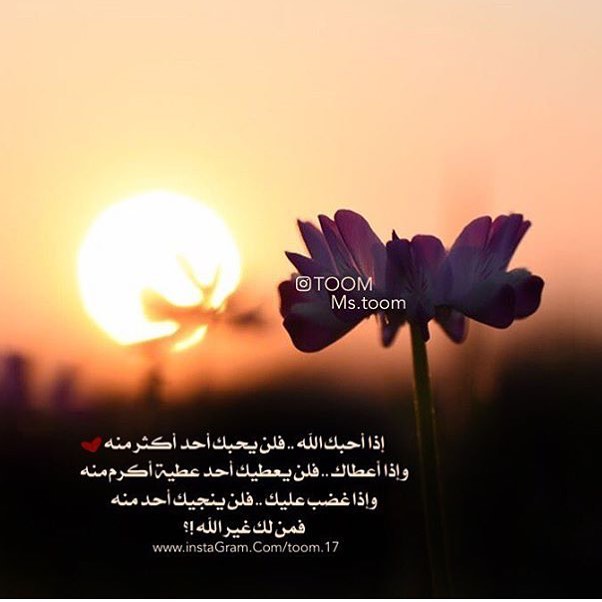 TOOM
Ms.toom
إذا أحبك الله .. فلن يحبك أحد أكثر منه
وإذا أعطاك .. فلن يعطيك أحد عطية أكرم منه
وإذا غضب عليك .. فلن ينجيك أحد منه
فمن لك غير الله !؟
www.instaGram.Com/toom.17